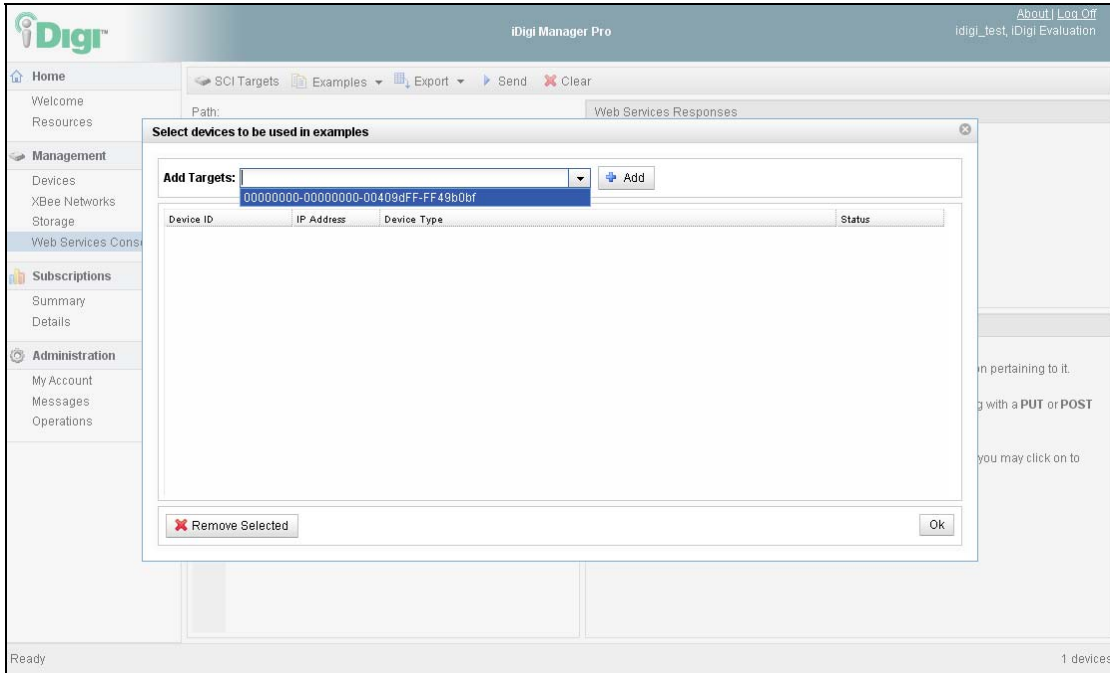 iDigi
iDigi Manager Pro
About | Log Off
idigi_test, iDigi Evaluation
Home
Welcome
Resources
Management
Devices
XBee Networks
Storage
Web Services Conso
Subscriptions
Summary
Details
Administration
My Account
Messages
Operations
SCI Targets Examples Export Send Clear
Path:
Web Services Responses
Select devices to be used in examples
Add Targets: Add
00000000-00000000-00409dFF-FF49b0bf
Device ID IP Address Device Type Status
Remove Selected Ok
n pertaining to it.
g with a PUT or POST
you may click on to
Ready 1 devices